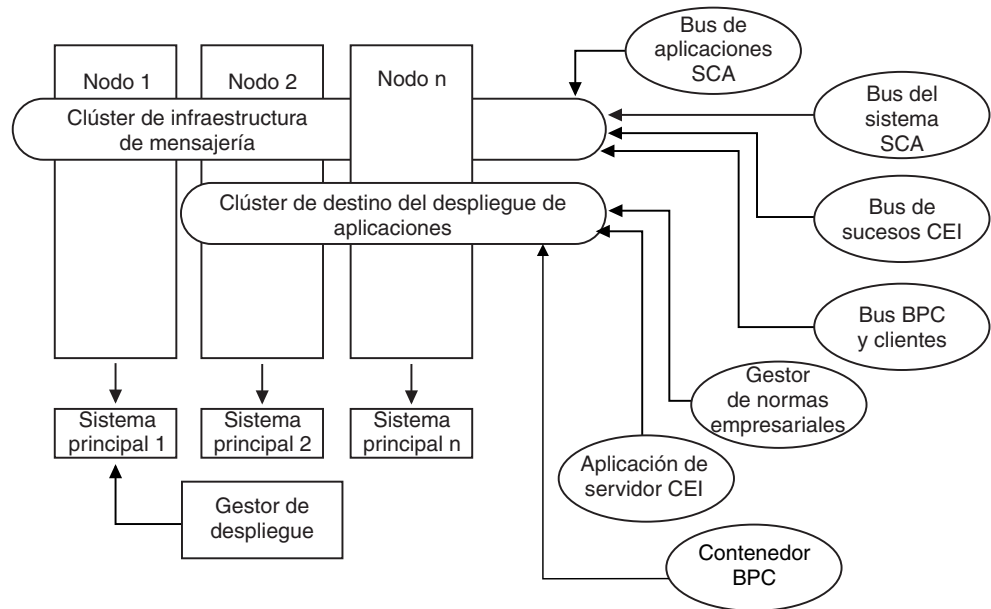 Bus de
aplicaciones
SCA
Nodo 1
Nodo 2
Nodo n
Clúster de infraestructura
de mensajería
Bus del
sistema
SCA
Clúster de destino del despliegue de
aplicaciones
Bus de
sucesos CEI
Bus BPC
y clientes
Gestor
de normas
empresariales
Sistema
principal 1
Sistema
principal 2
Sistema
principal n
Aplicación de
servidor CEI
Gestor de
despliegue
Contenedor
BPC